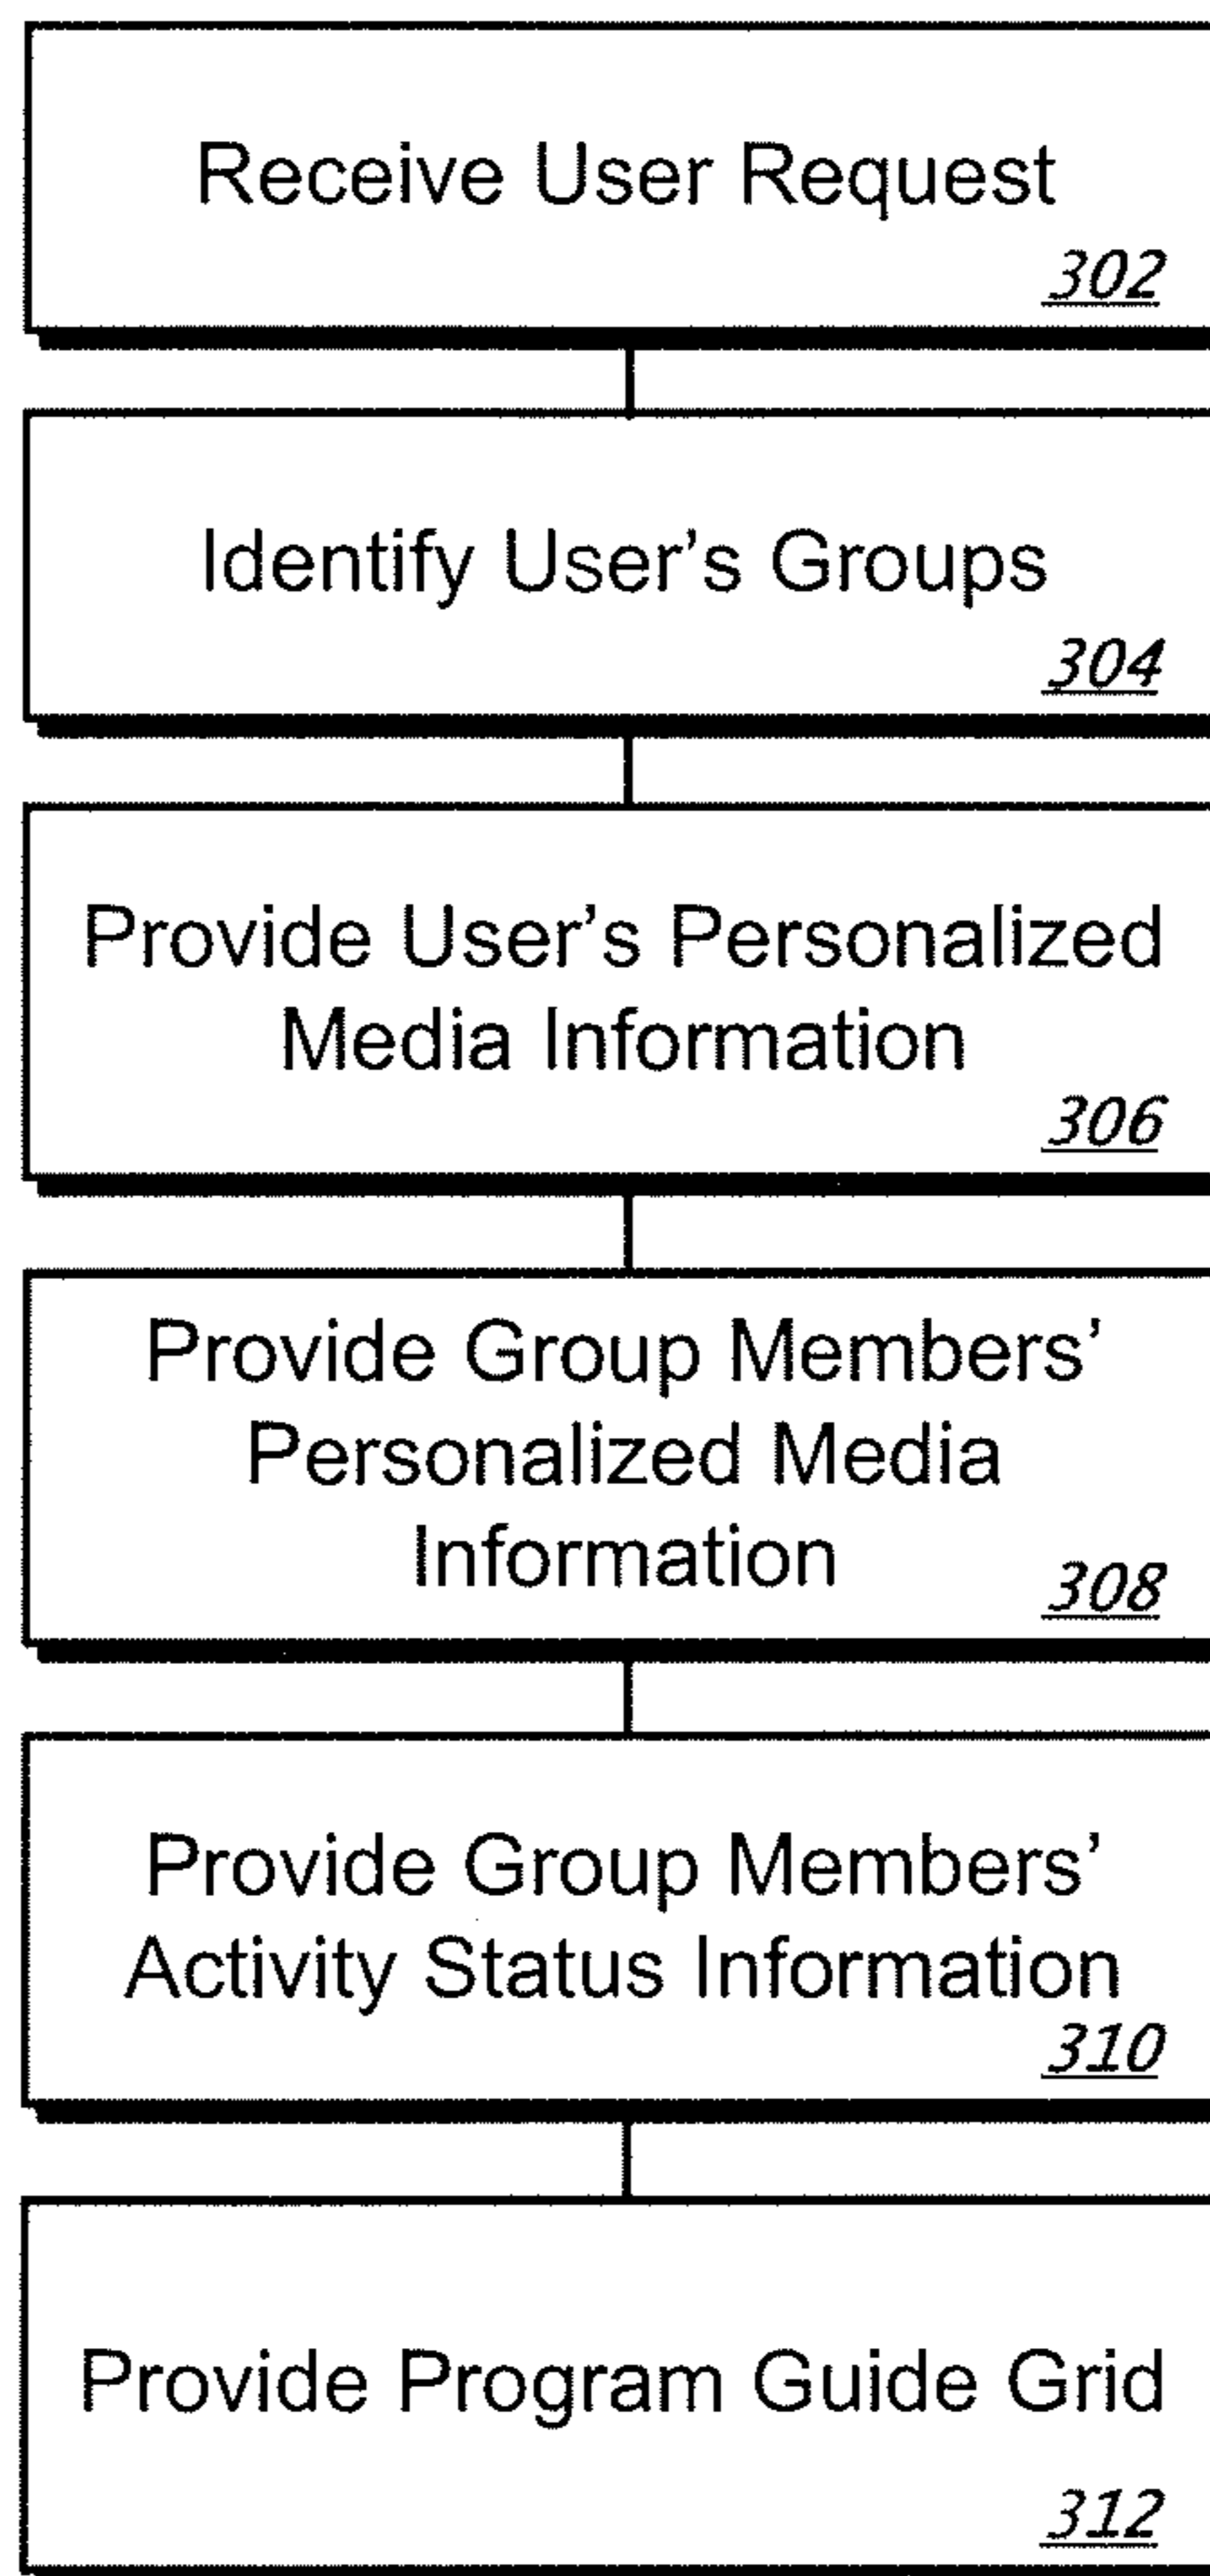 Receive User Request
302
Identify User’s Groups
304
Provide User’s Personalized
Media Information
306
Provide Group Members’
Personalized Media
Information
308
Provide Group Members’
Activity Status Information
310
Provide Program Guide Grid
312